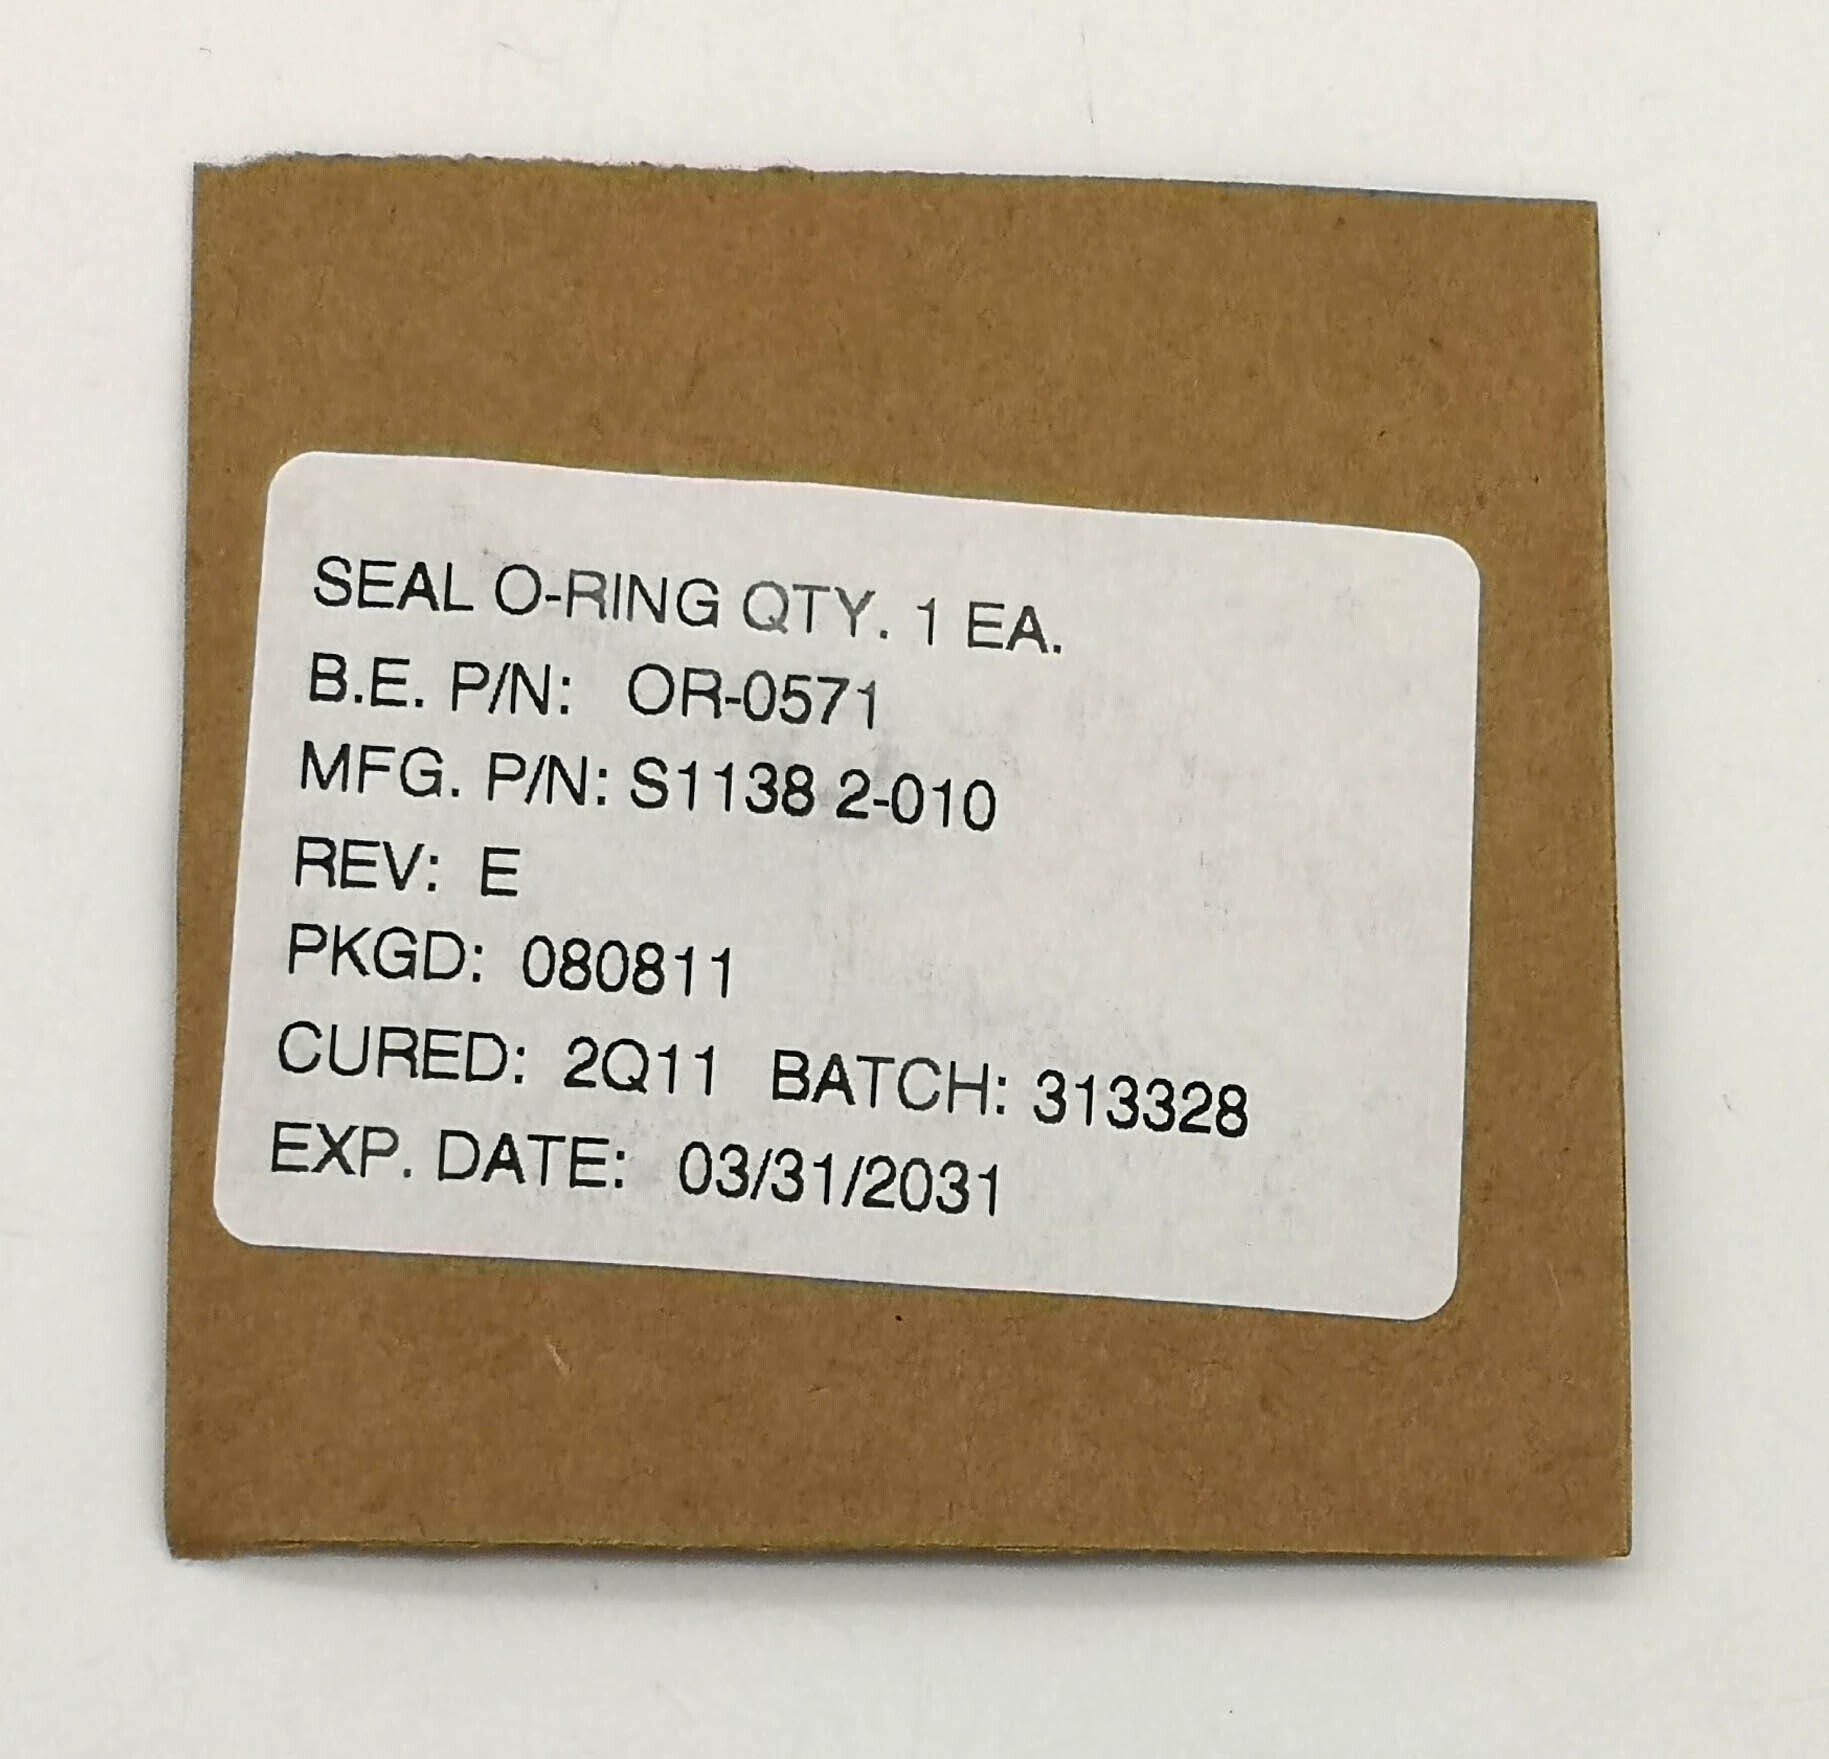 SEAL O-RING QTY. 1 EA.
B.E. P/N: OR-0571
MFG. P/N: S1138 2-010
REV: E
PKGD: 080811
CURED: 2Q11 BATCH: 313328
EXP. DATE: 03/31/2031